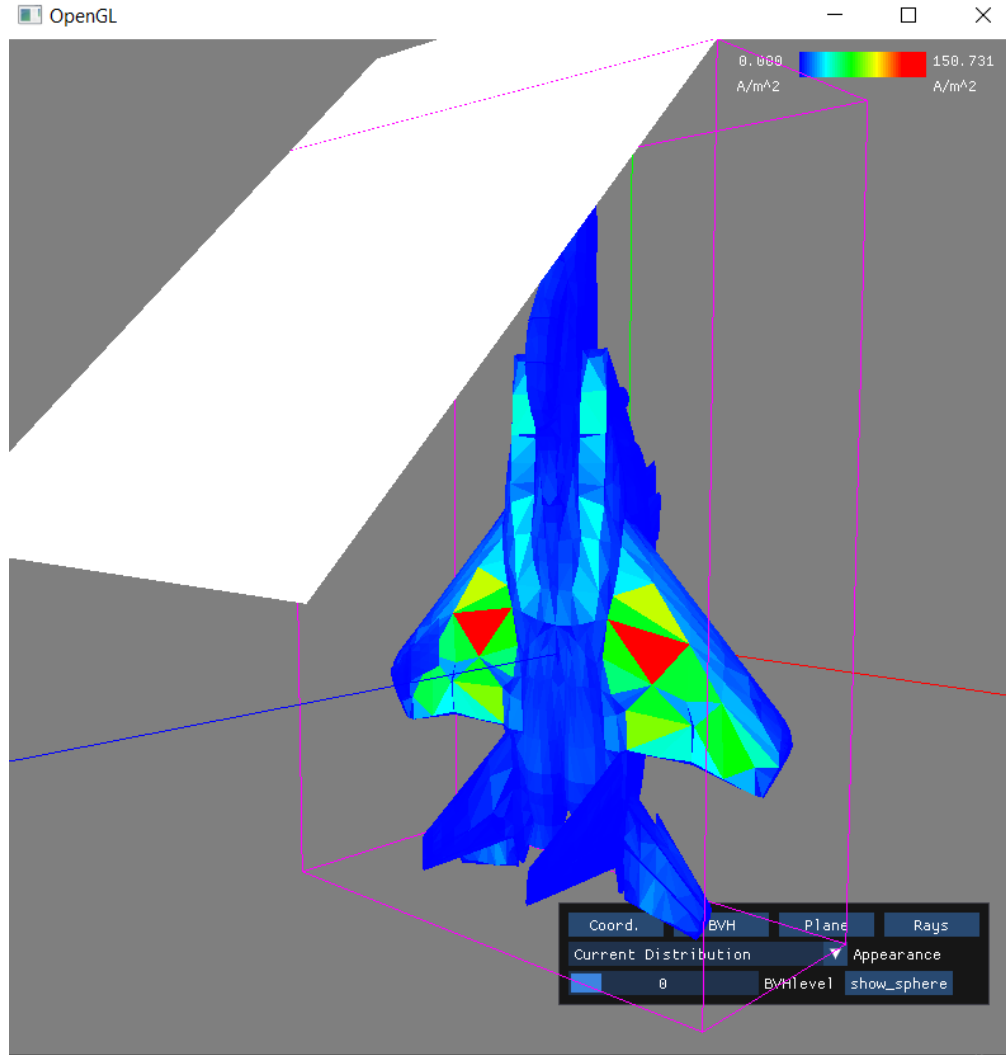 OpenGL
0.000 150.731
A/m^2 A/m^2
Coord. BVH Plane Rays
Current Distribution Appearance
0 BVHlevel show_sphere